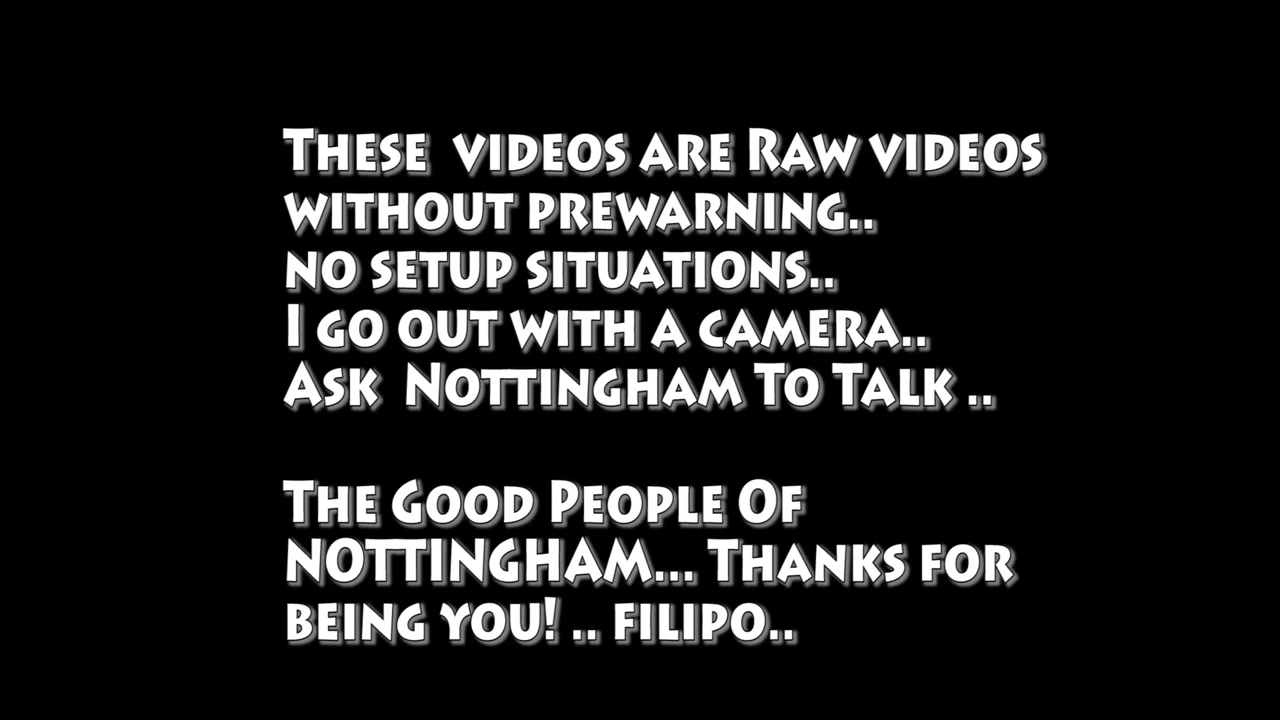 These videos are Raw videos
without prewarning..
no setup situations..
I go out with a camera..
Ask Nottingham To Talk ..
The Good People Of
NOTTINGHAM... Thanks for
being you! .. filipo..